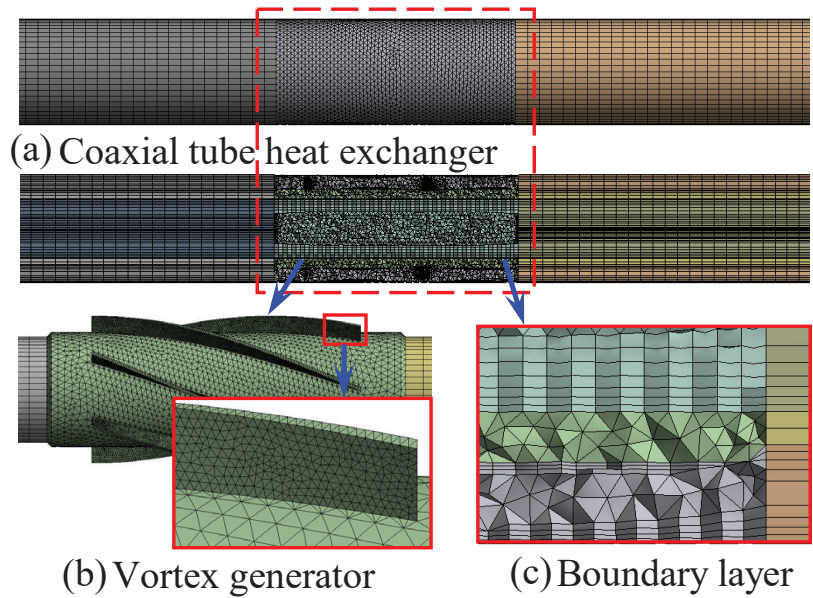 (a) Coaxial tube heat exchanger
(b) Vortex generator
(c) Boundary layer